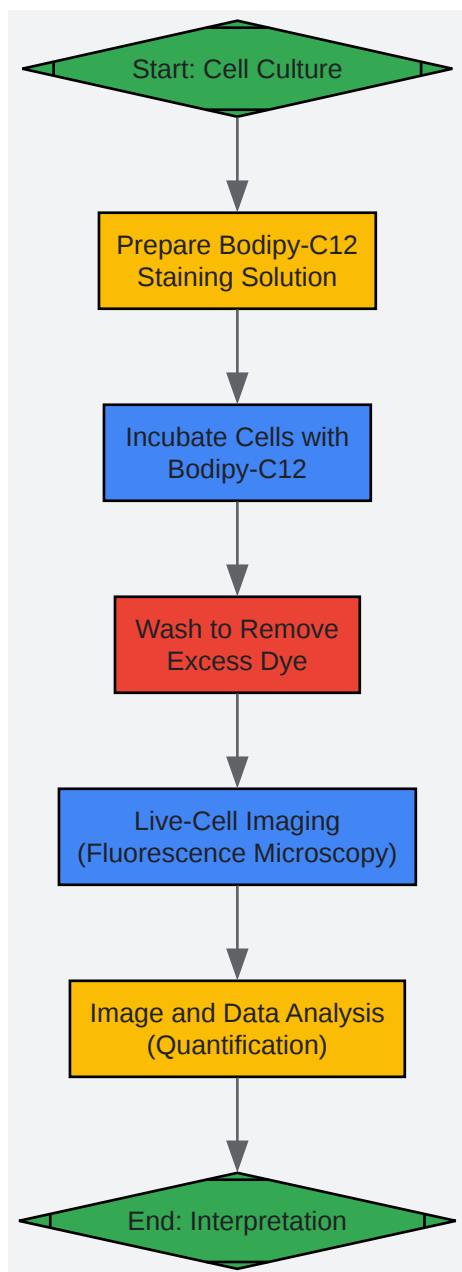 Start: Cell Culture
Prepare Bodipy-C12
Staining Solution
Incubate Cells with
Bodipy-C12
Wash to Remove
Excess Dye
Live-Cell Imaging
(Fluorescence Microscopy)
Image and Data Analysis
(Quantification)
End: Interpretation